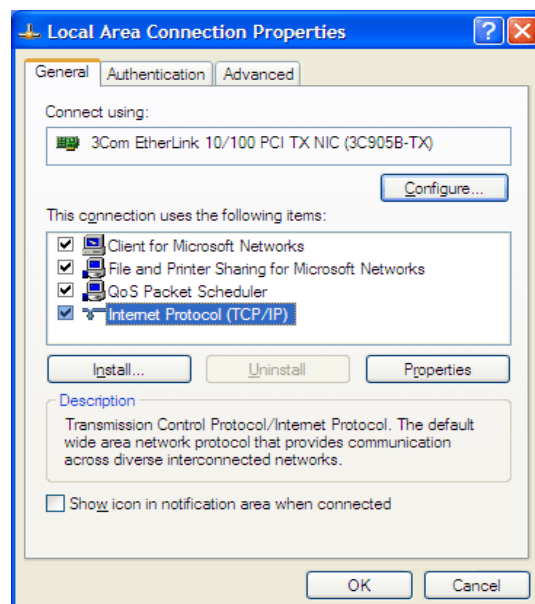 Local Area Connection Properties
General Authentication Advanced
Connect using:
3Com EtherLink 10/100 PCI TX NIC (3C905B-TX)
Configure...
This connection uses the following items:
Client for Microsoft Networks
File and Printer Sharing for Microsoft Networks
QoS Packet Scheduler
Internet Protocol (TCP/IP)
Install... Uninstall Properties
Description
Transmission Control Protocol/Internet Protocol. The default
wide area network protocol that provides communication
across diverse interconnected networks.
Show icon in notification area when connected
OK Cancel